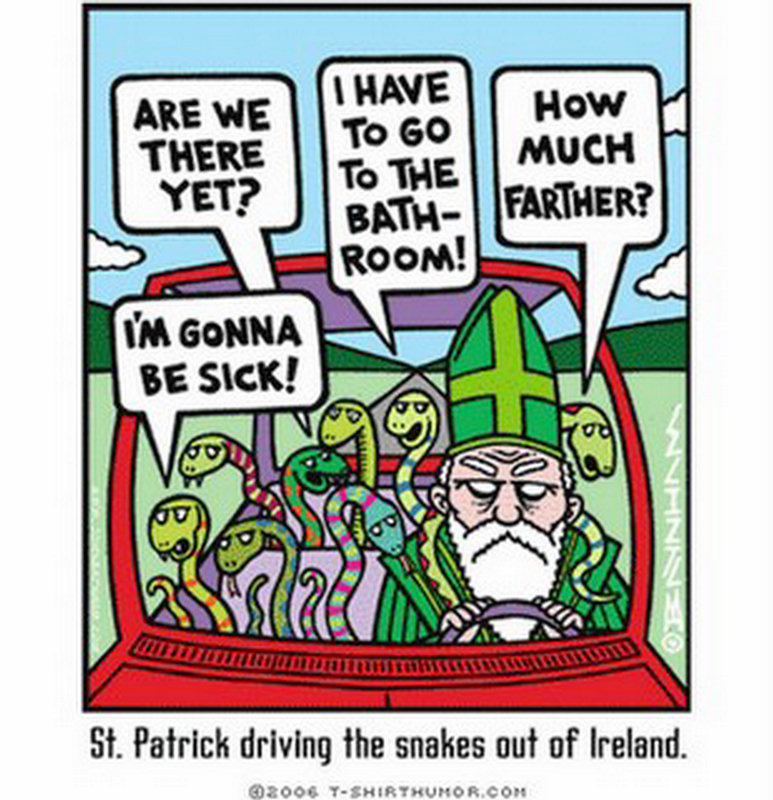 ARE WE
THERE
YET?
I HAVE
TO GO
TO THE
BATH-
ROOM!
HOW
MUCH
FARTHER?
I'M GONNA
BE SICK!
St. Patrick driving the snakes out of Ireland.
©2006 T-SHIRTHUMOR.COM